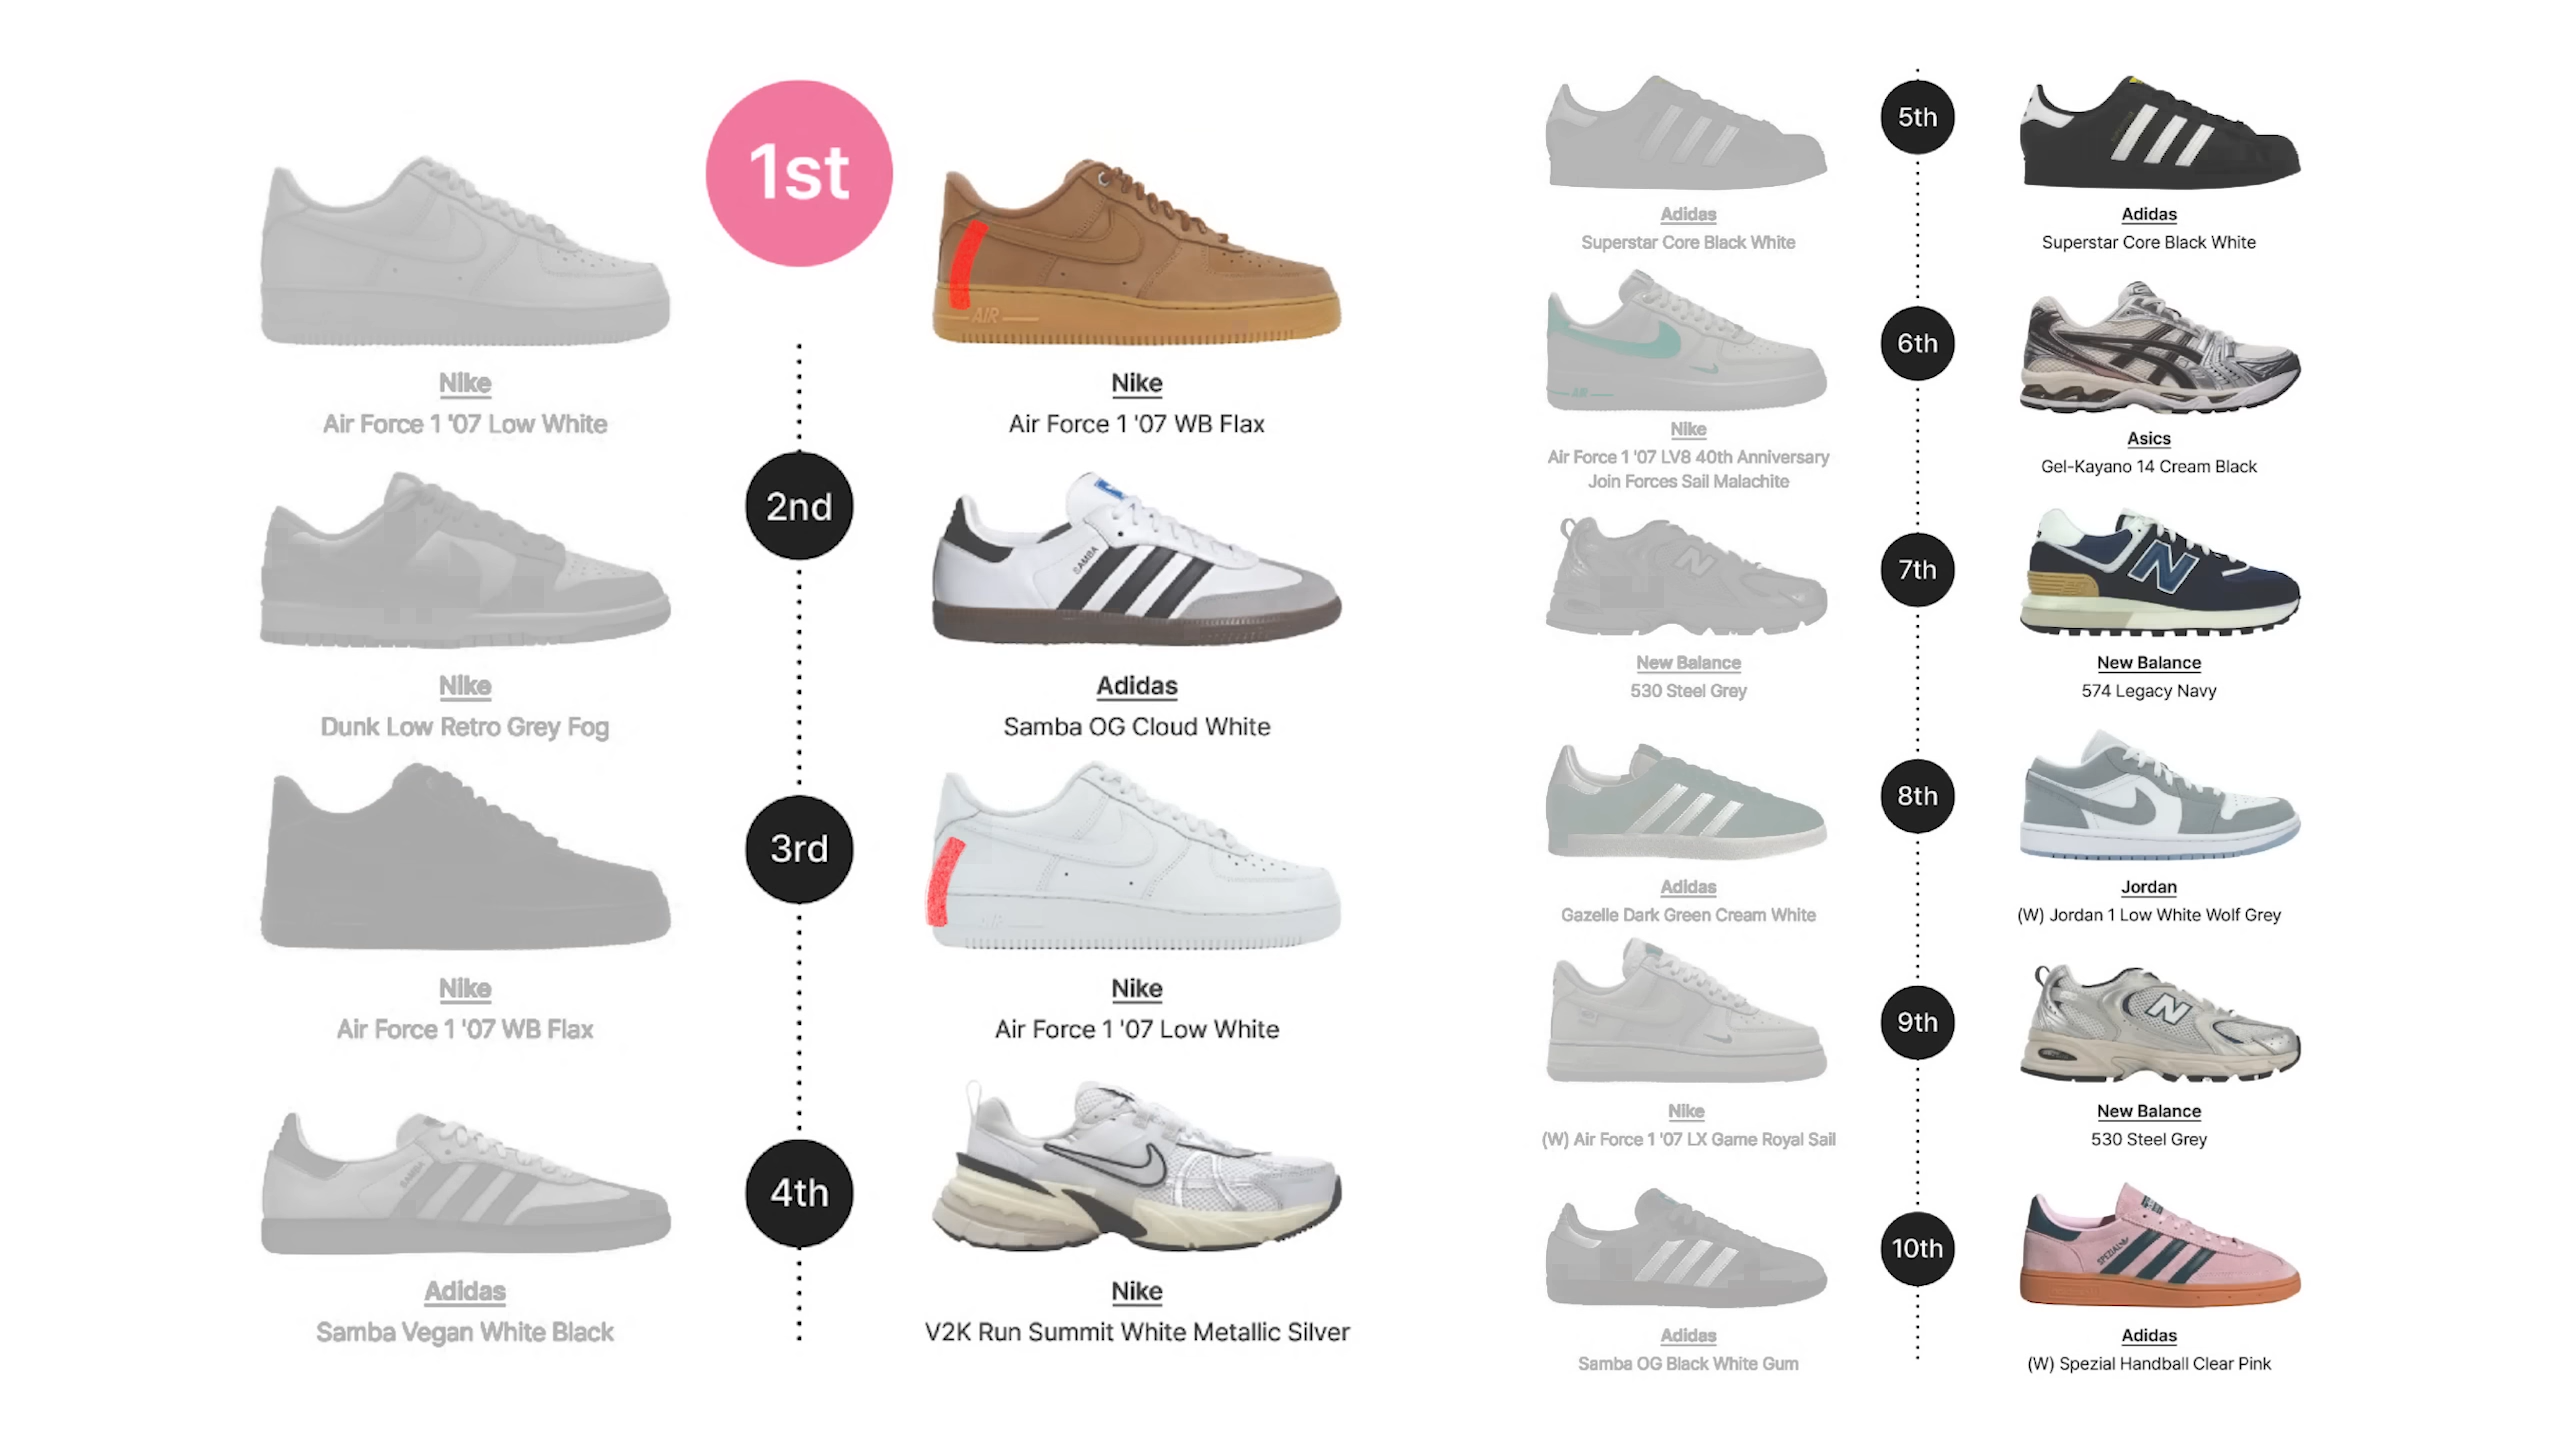 1st
Nike
Air Force 1 '07 Low White
AIR
Nike
Air Force 1 '07 WB Flax
2nd
Nike
Dunk Low Retro Grey Fog
SAMBA
Adidas
Samba OG Cloud White
3rd
Nike
Air Force 1 '07 WB Flax
AIR
Nike
Air Force 1 '07 Low White
4th
SAMBA
Adidas
Samba Vegan White Black
Nike
V2K Run Summit White Metallic Silver
5th
Adidas
Superstar Core Black White
Adidas
Superstar Core Black White
6th
AIR
Nike
Air Force 1 '07 LV8 40th Anniversary
Join Forces Sail Malachite
Asics
Gel-Kayano 14 Cream Black
7th
N
New Balance
530 Steel Grey
N
New Balance
574 Legacy Navy
8th
Adidas
Gazelle Dark Green Cream White
Jordan
(W) Jordan 1 Low White Wolf Grey
9th
Nike
(W) Air Force 1 '07 LX Game Royal Sail
N
New Balance
530 Steel Grey
10th
Adidas
Samba OG Black White Gum
SPEZIAL
Adidas
(W) Spezial Handball Clear Pink